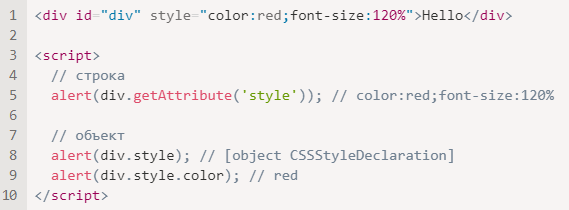 1 <div id="div" style="color:red;font-size:120%">Hello</div>
2
3 <script>
4   // строка
5   alert(div.getAttribute('style')); // color:red;font-size:120%
6
7   // объект
8   alert(div.style); // [object CSSStyleDeclaration]
9   alert(div.style.color); // red
10 </script>